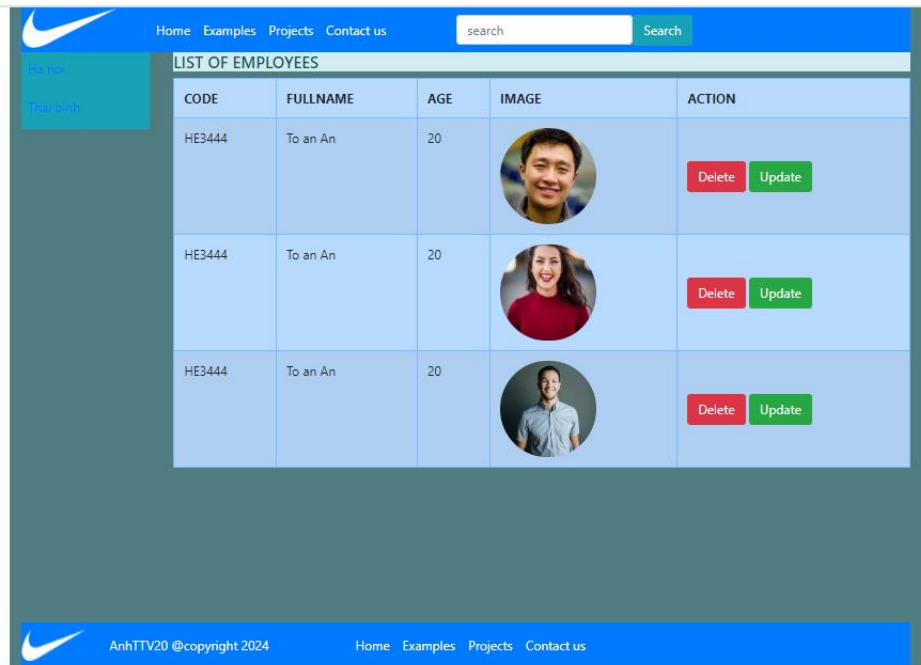 Home Examples Projects Contact us search Search
Ha noi
Thai binh
LIST OF EMPLOYEES
CODE FULLNAME AGE IMAGE ACTION
HE3444 To an An 20 Delete Update
HE3444 To an An 20 Delete Update
HE3444 To an An 20 Delete Update
AnhTTV20 @copyright 2024 Home Examples Projects Contact us